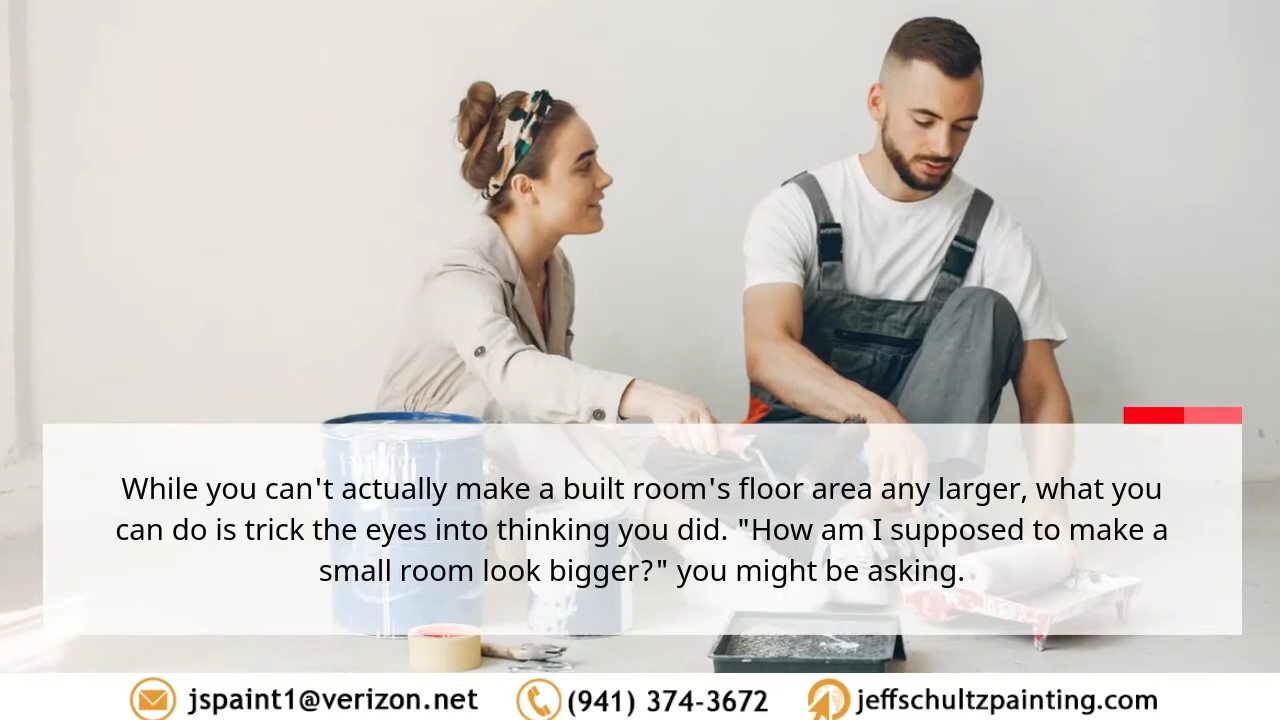 While you can't actually make a built room's floor area any larger, what you
can do is trick the eyes into thinking you did. "How am I supposed to make a
small room look bigger?" you might be asking.
jspaint1@verizon.net (941) 374-3672 jeffschultzpainting.com